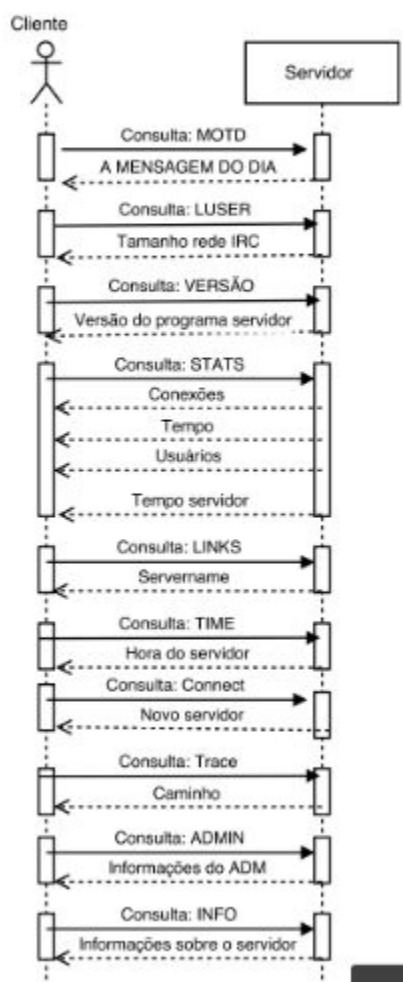 Cliente
Servidor
Consulta: MOTD
A MENSAGEM DO DIA
Consulta: LUSER
Tamanho rede IRC
Consulta: VERSÃO
Versão do programa servidor
Consulta: STATS
Conexões
Tempo
Usuários
Tempo servidor
Consulta: LINKS
Servername
Consulta: TIME
Hora do servidor
Consulta: Connect
Novo servidor
Consulta: Trace
Caminho
Consulta: ADMIN
Informações do ADM
Consulta: INFO
Informações sobre o servidor